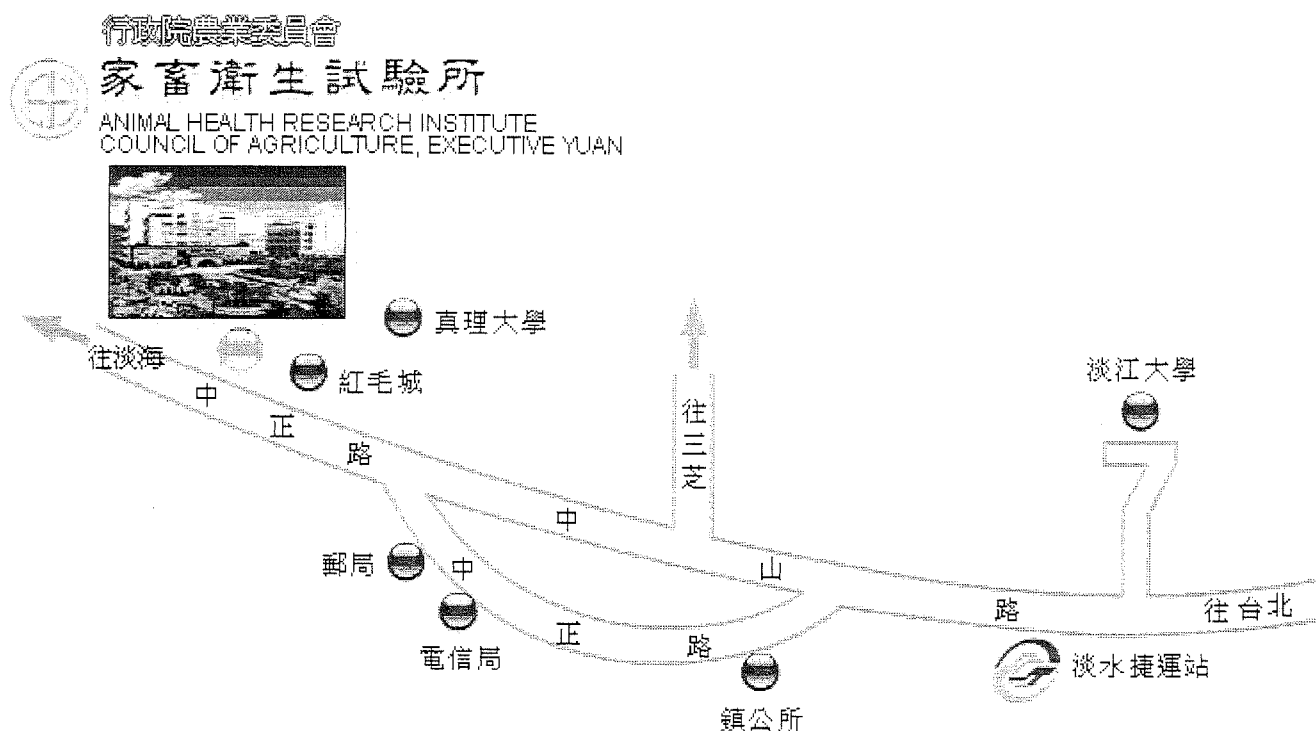 行政院農業委員會
家畜衛生試驗所
ANIMAL HEALTH RESEARCH INSTITUTE
COUNCIL OF AGRICULTURE, EXECUTIVE YUAN
真理大學
往淡海
紅毛城
淡江大學
中正路
往三芝
中山路
往台北
郵局
中正路
電信局
淡水捷運站
鎮公所